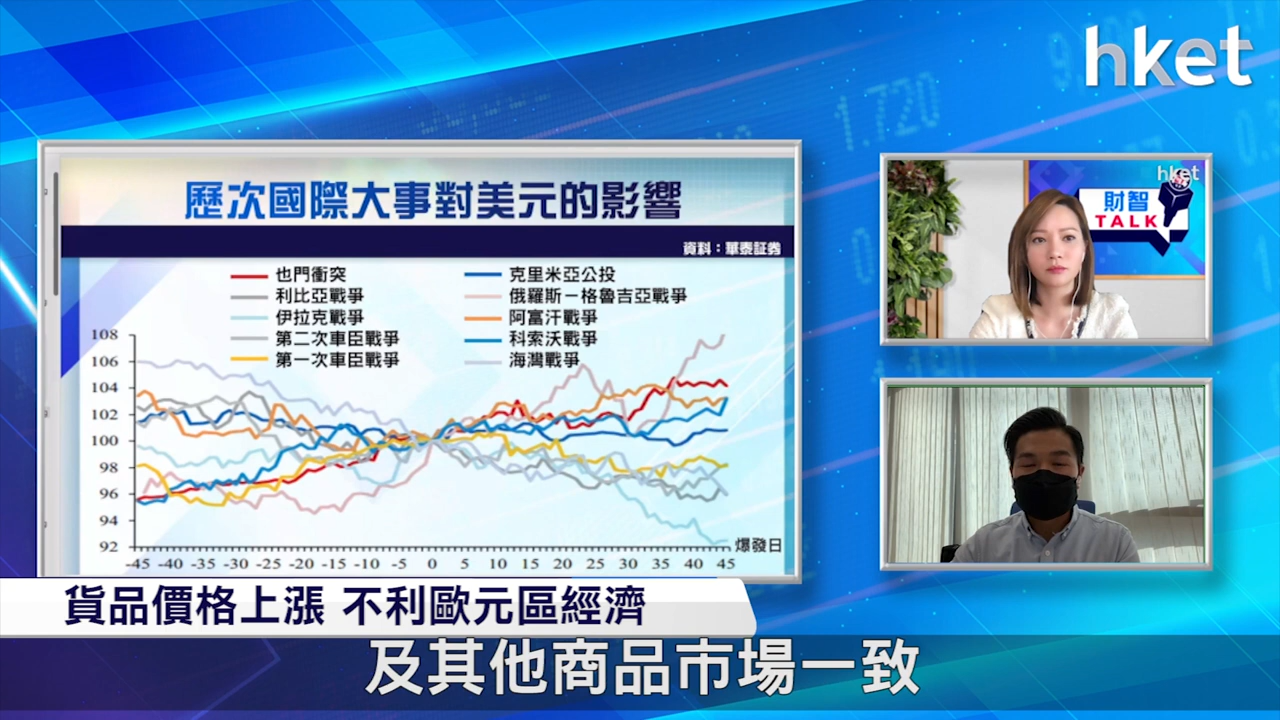 hket
歷次國際大事對美元的影響
資料：華泰証券
也門衝突
克里米亞公投
利比亞戰爭
俄羅斯－格魯吉亞戰爭
伊拉克戰爭
阿富汗戰爭
第二次車臣戰爭
科索沃戰爭
第一次車臣戰爭
海灣戰爭
108
106
104
102
100
98
96
94
92
-45 -40 -35 -30 -25 -20 -15 -10 -5 0 5 10 15 20 25 30 35 40 45
爆發日
hket
財智
TALK
1.720
貨品價格上漲 不利歐元區經濟
及其他商品市場一致